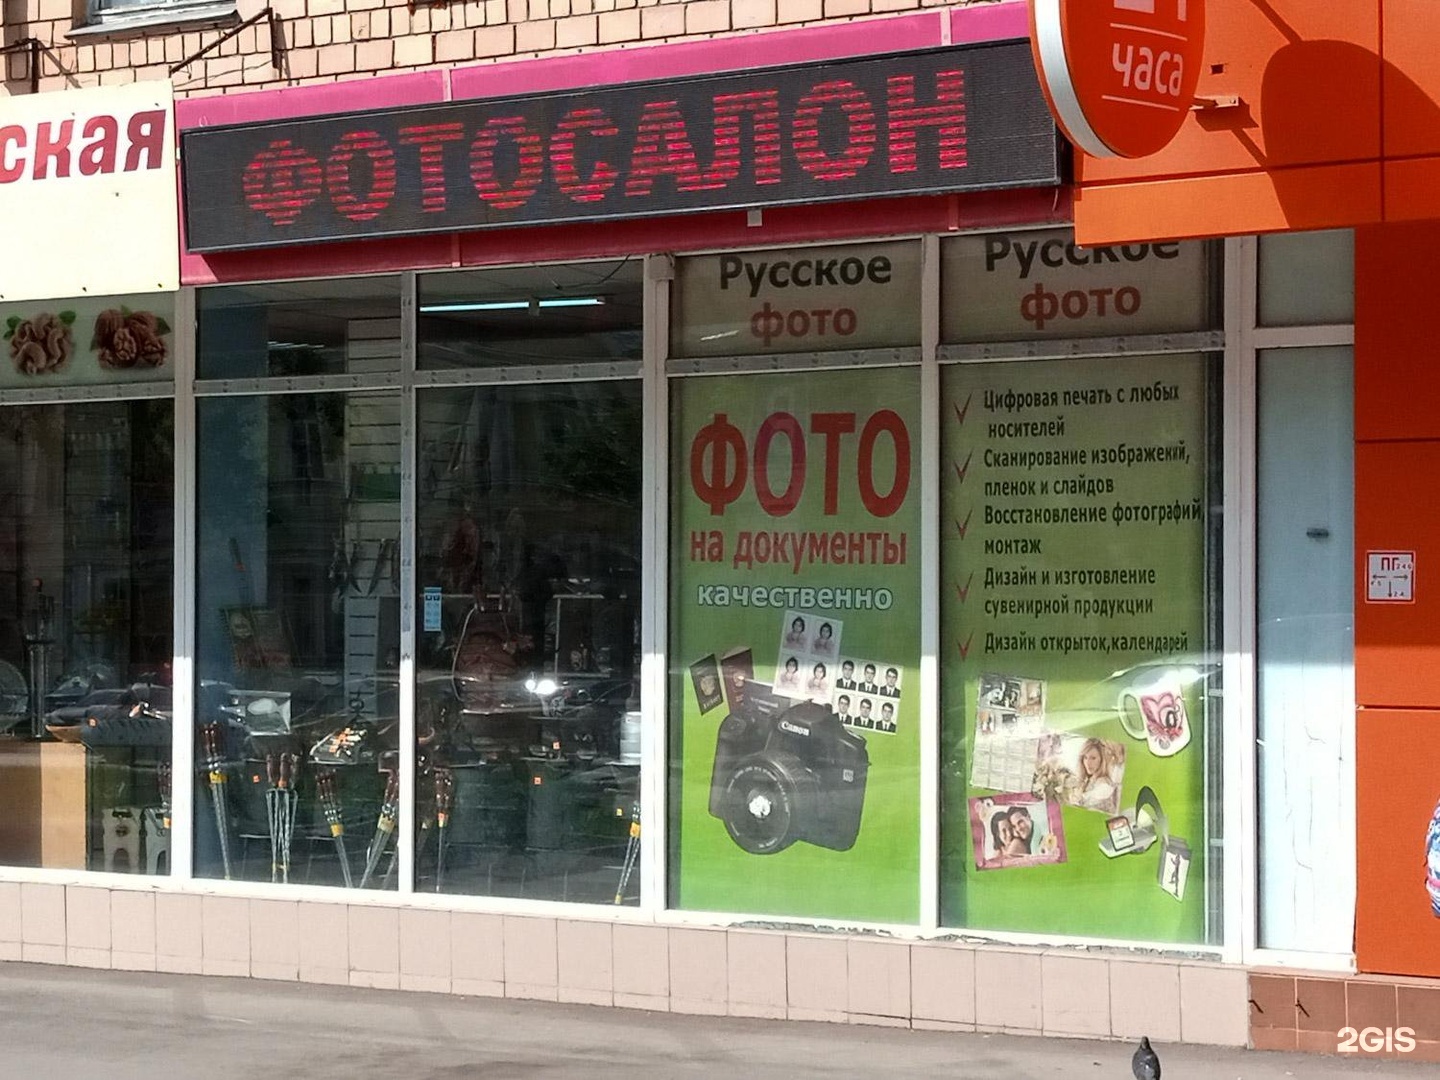 ская
ФОТОСАЛОН
часа
Русское
фото
ФОТО
на документы
качественно
Canon
Русское
фото
Цифровая печать с любых
носителей
Сканирование изображений,
пленок и слайдов
Восстановление фотографий,
монтаж
Дизайн и изготовление
сувенирной продукции
Дизайн открыток,календарей
ПГ
2GIS